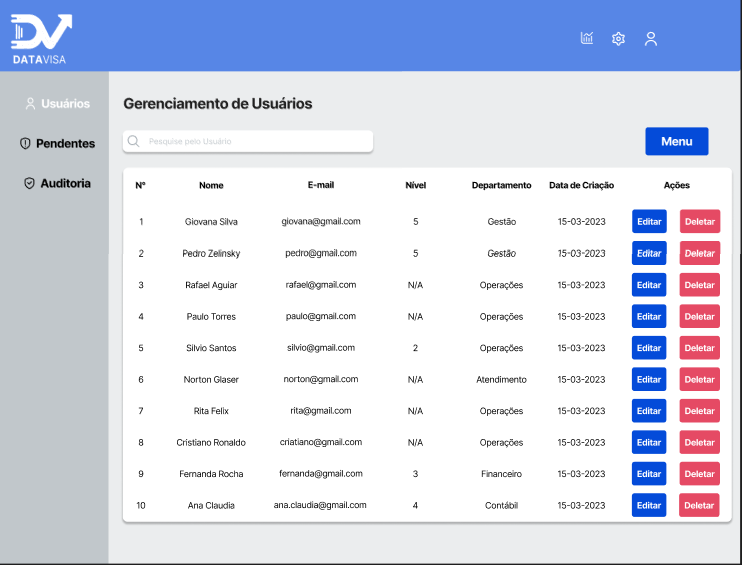 DV
DATAVISA
Usuários
Pendentes
Auditoria
Gerenciamento de Usuários
Pesquise pelo Usuário
Menu
Nº Nome E-mail Nível Departamento Data de Criação Ações
1 Giovana Silva giovana@gmail.com 5 Gestão 15-03-2023 Editar Deletar
2 Pedro Zelinsky pedro@gmail.com 5 Gestão 15-03-2023 Editar Deletar
3 Rafael Aguiar rafael@gmail.com N/A Operações 15-03-2023 Editar Deletar
4 Paulo Torres paulo@gmail.com N/A Operações 15-03-2023 Editar Deletar
5 Silvio Santos silvio@gmail.com 2 Operações 15-03-2023 Editar Deletar
6 Norton Glaser norton@gmail.com N/A Atendimento 15-03-2023 Editar Deletar
7 Rita Felix rita@gmail.com N/A Operações 15-03-2023 Editar Deletar
8 Cristiano Ronaldo criatiano@gmail.com N/A Operações 15-03-2023 Editar Deletar
9 Fernanda Rocha fernanda@gmail.com 3 Financeiro 15-03-2023 Editar Deletar
10 Ana Claudia ana.claudia@gmail.com 4 Contábil 15-03-2023 Editar Deletar